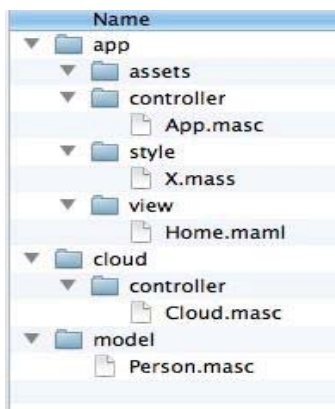 Name
app
assets
controller
App.masc
style
X.mass
view
Home.maml
cloud
controller
Cloud.masc
model
Person.masc